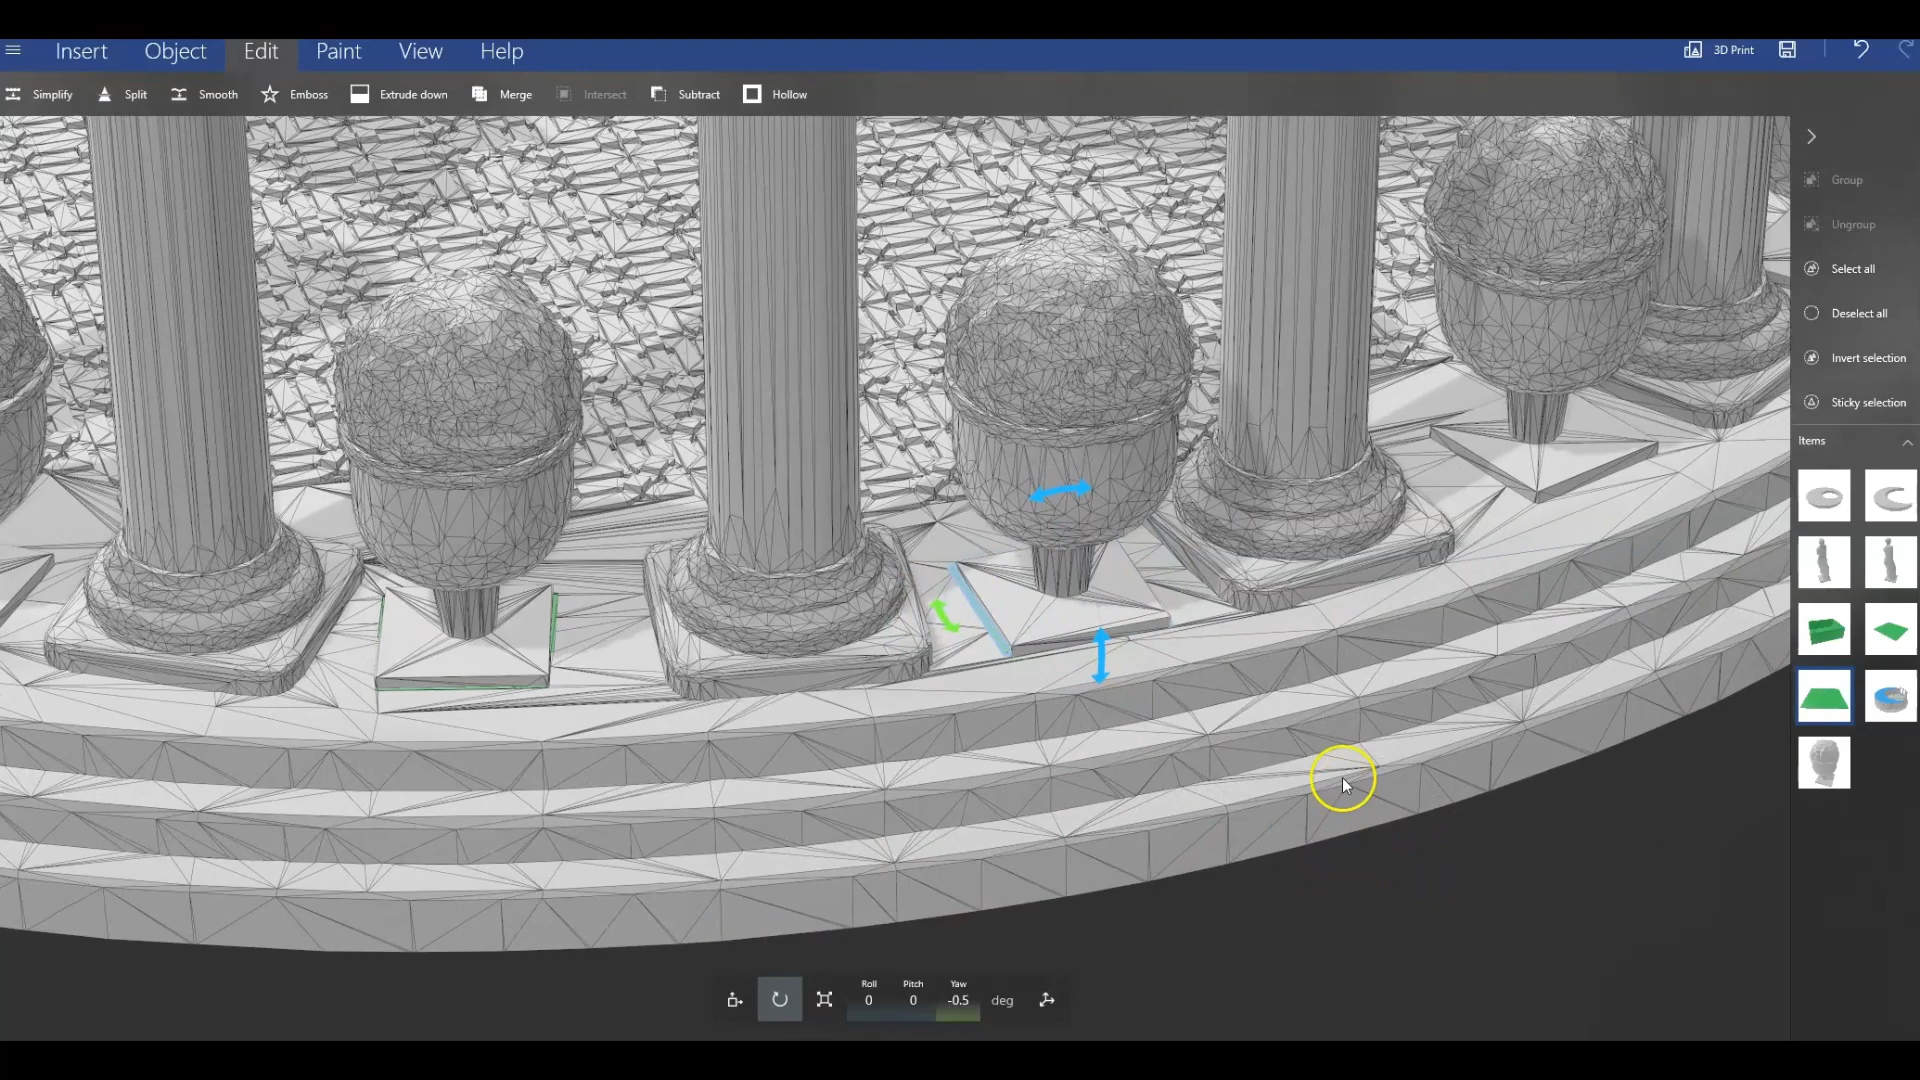 Insert Object Edit Paint View Help 3D Print
Simplify Split Smooth Emboss Extrude down Merge Intersect Subtract Hollow
Group
Ungroup
Select all
Deselect all
Invert selection
Sticky selection
Items
Roll Pitch Yaw
0 0 -0.5 deg